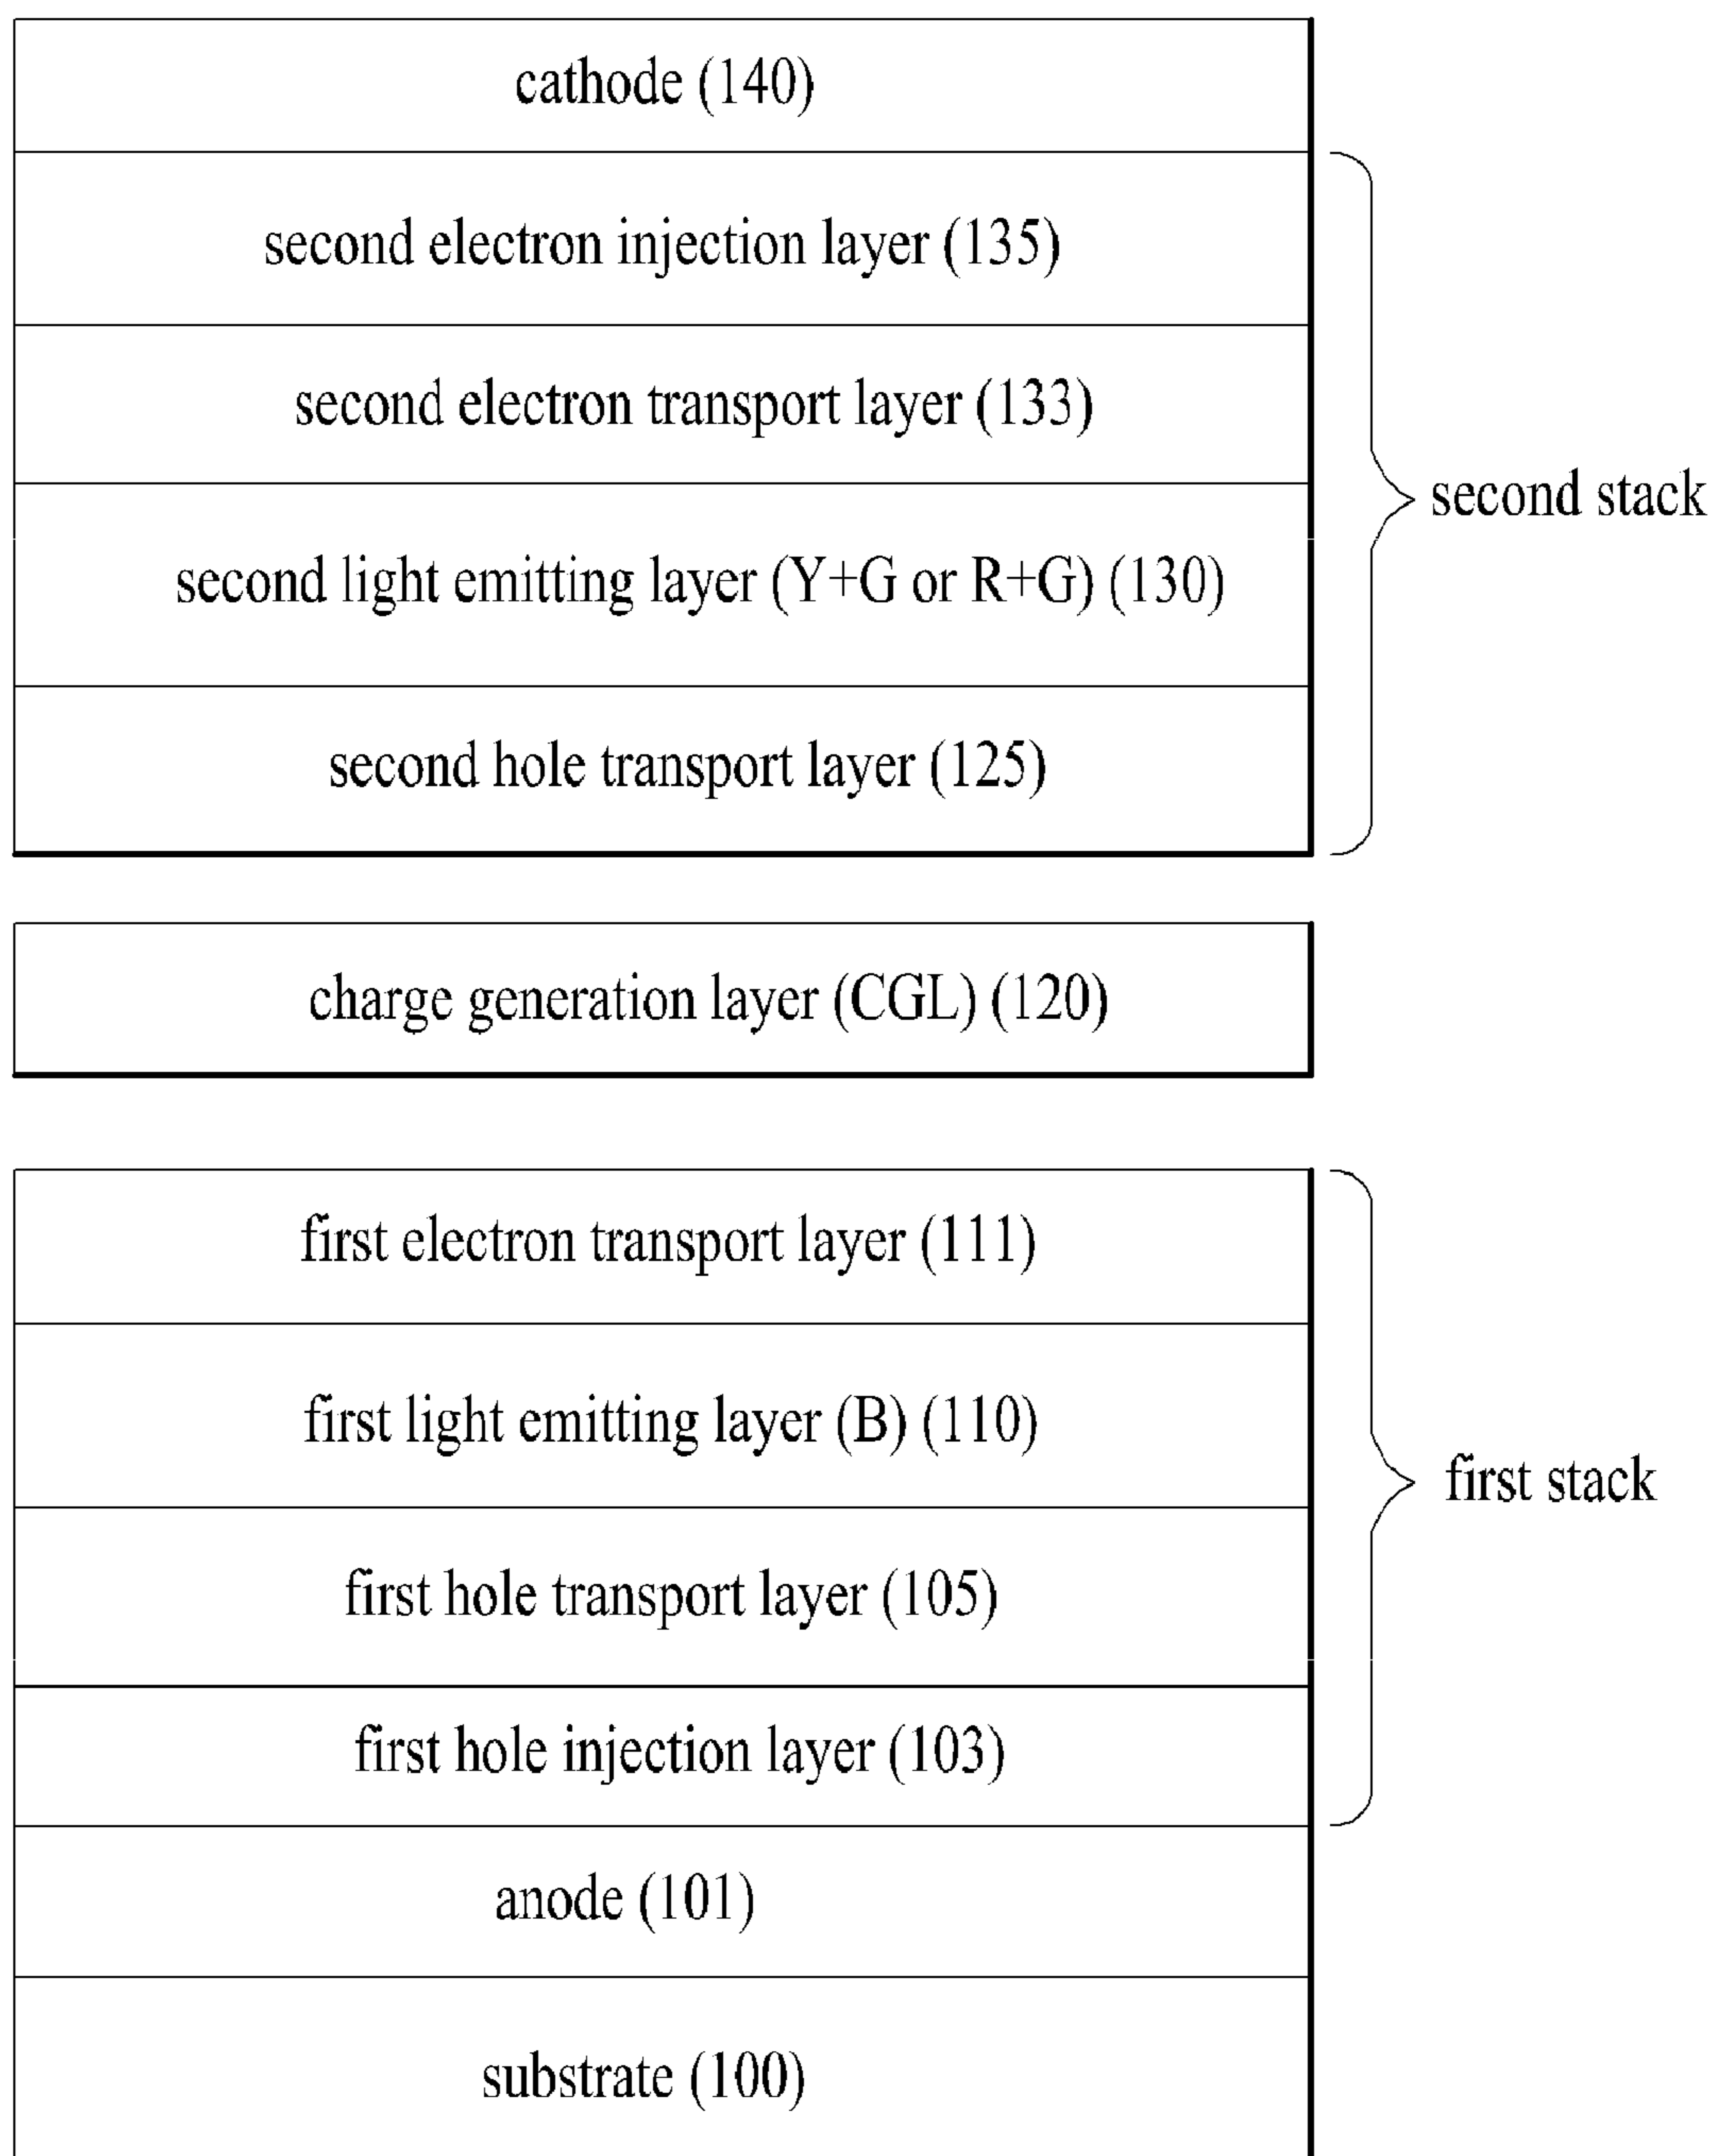 cathode (140)
second electron injection layer (135)
second electron transport layer (133)
second stack
second light emitting layer (Y+G or R+G) (130)
second hole transport layer (125)
charge generation layer (CGL) (120)
first electron transport layer (111)
first light emitting layer (B) (110)
first stack
first hole transport layer (105)
first hole injection layer (103)
anode (101)
substrate (100)